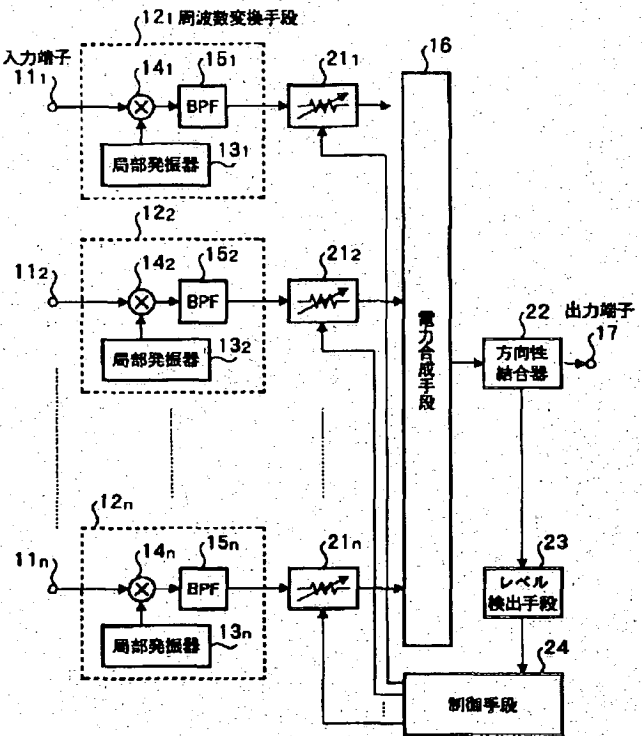 12₁ 周波数変換手段
入力端子
11₁
14₁
15₁
BPF
局部発振器
13₁
21₁
16
12₂
11₂
14₂
15₂
BPF
局部発振器
13₂
21₂
電力合成手段
22
出力端子
17
方向性
結合器
12n
11n
14n
15n
BPF
局部発振器
13n
21n
23
レベル
検出手段
24
制御手段